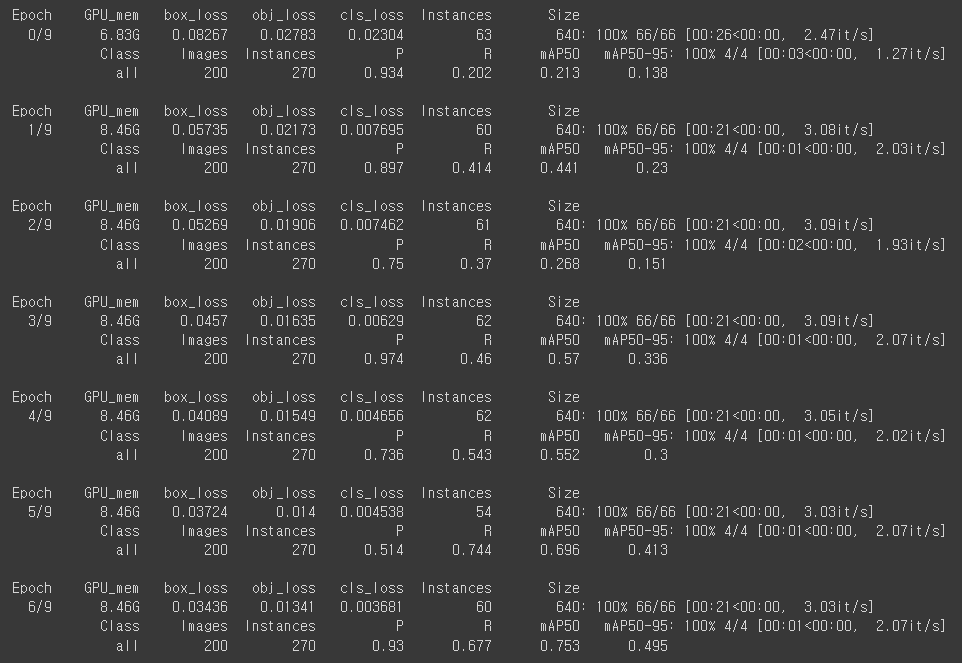 Epoch GPU_mem box_loss obj_loss cls_loss Instances Size
0/9 6.83G 0.08267 0.02783 0.02304 63 640: 100% 66/66 [00:26<00:00, 2.47it/s]
Class Images Instances P R mAP50 mAP50-95: 100% 4/4 [00:03<00:00, 1.27it/s]
all 200 270 0.934 0.202 0.213 0.138
Epoch GPU_mem box_loss obj_loss cls_loss Instances Size
1/9 8.46G 0.05735 0.02173 0.007695 60 640: 100% 66/66 [00:21<00:00, 3.08it/s]
Class Images Instances P R mAP50 mAP50-95: 100% 4/4 [00:01<00:00, 2.03it/s]
all 200 270 0.897 0.414 0.441 0.23
Epoch GPU_mem box_loss obj_loss cls_loss Instances Size
2/9 8.46G 0.05269 0.01906 0.007462 61 640: 100% 66/66 [00:21<00:00, 3.09it/s]
Class Images Instances P R mAP50 mAP50-95: 100% 4/4 [00:02<00:00, 1.93it/s]
all 200 270 0.75 0.37 0.268 0.151
Epoch GPU_mem box_loss obj_loss cls_loss Instances Size
3/9 8.46G 0.0457 0.01635 0.00629 62 640: 100% 66/66 [00:21<00:00, 3.09it/s]
Class Images Instances P R mAP50 mAP50-95: 100% 4/4 [00:01<00:00, 2.07it/s]
all 200 270 0.974 0.46 0.57 0.336
Epoch GPU_mem box_loss obj_loss cls_loss Instances Size
4/9 8.46G 0.04089 0.01549 0.004656 62 640: 100% 66/66 [00:21<00:00, 3.05it/s]
Class Images Instances P R mAP50 mAP50-95: 100% 4/4 [00:01<00:00, 2.02it/s]
all 200 270 0.736 0.543 0.552 0.3
Epoch GPU_mem box_loss obj_loss cls_loss Instances Size
5/9 8.46G 0.03724 0.014 0.004538 54 640: 100% 66/66 [00:21<00:00, 3.03it/s]
Class Images Instances P R mAP50 mAP50-95: 100% 4/4 [00:01<00:00, 2.07it/s]
all 200 270 0.514 0.744 0.696 0.413
Epoch GPU_mem box_loss obj_loss cls_loss Instances Size
6/9 8.46G 0.03436 0.01341 0.003681 60 640: 100% 66/66 [00:21<00:00, 3.03it/s]
Class Images Instances P R mAP50 mAP50-95: 100% 4/4 [00:01<00:00, 2.07it/s]
all 200 270 0.93 0.677 0.753 0.495